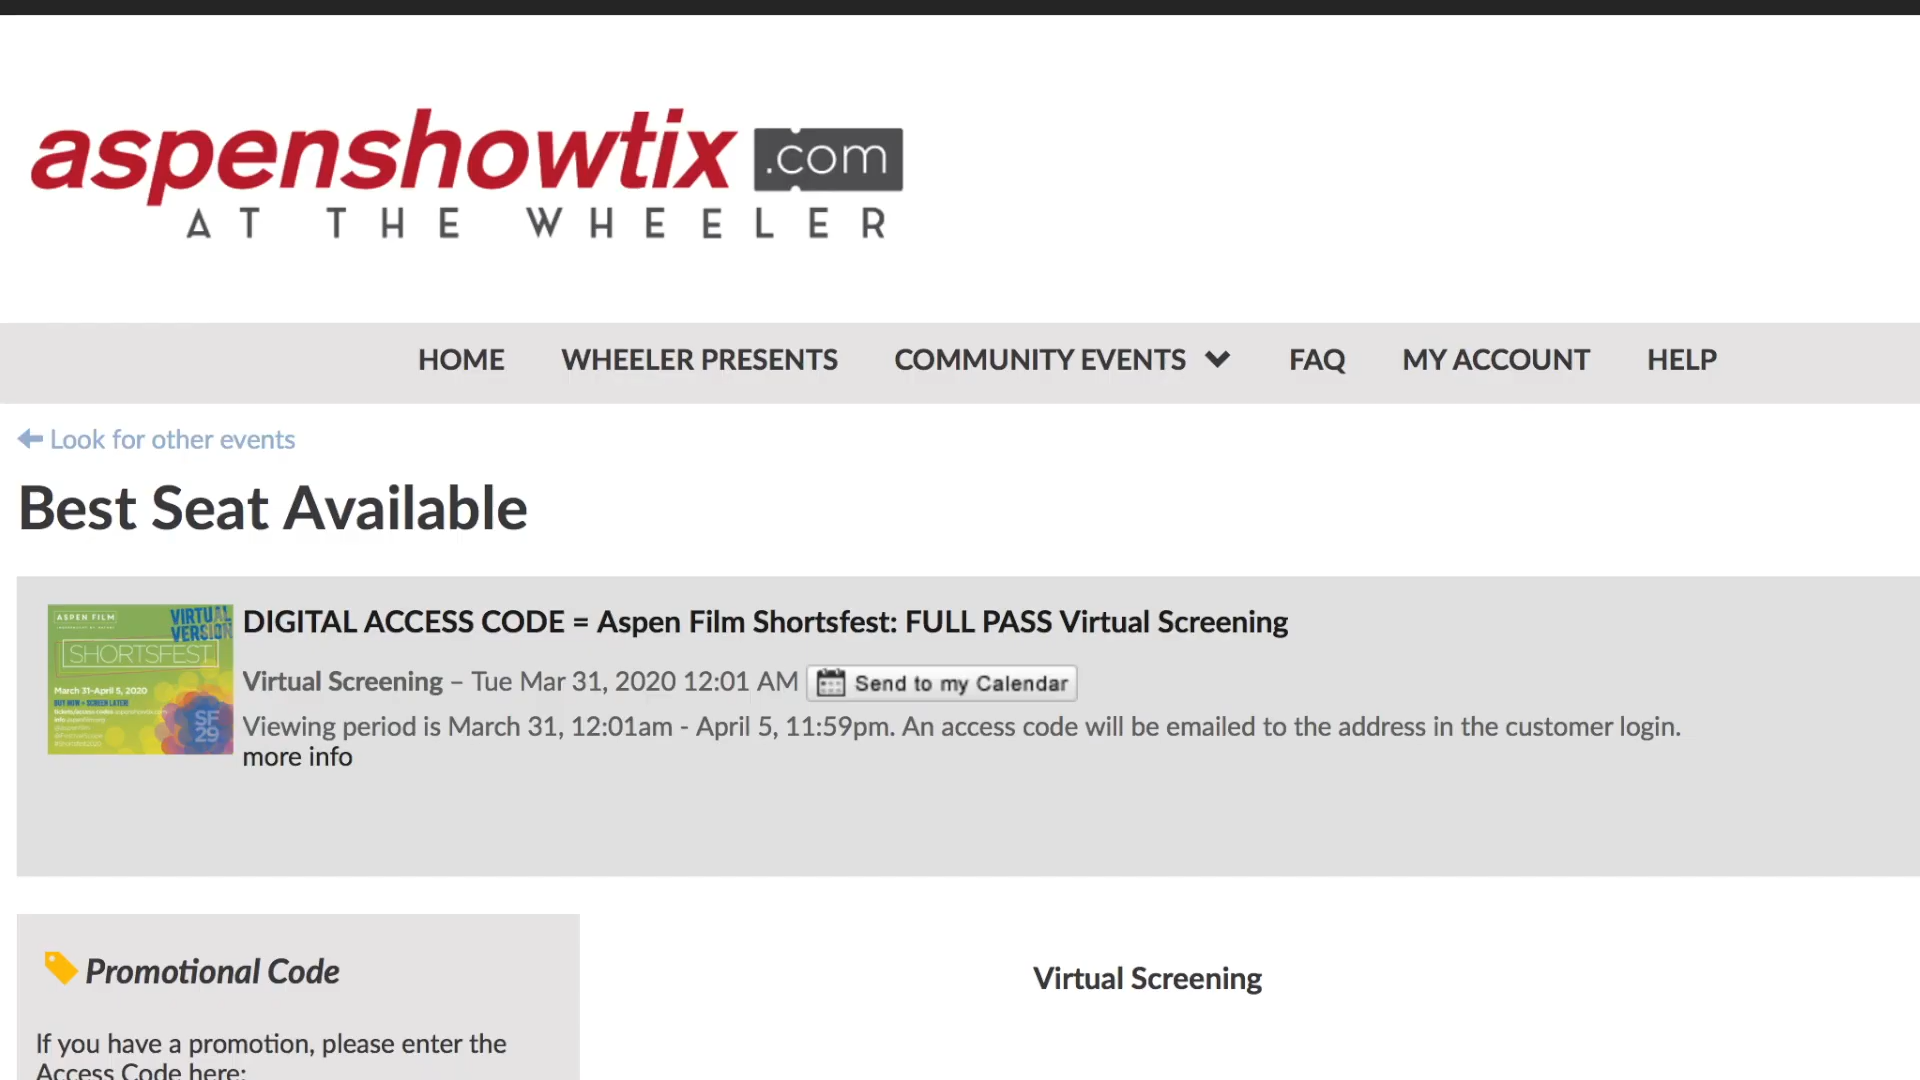 aspenshowtix.com
AT THE WHEELER
HOME WHEELER PRESENTS COMMUNITY EVENTS FAQ MY ACCOUNT HELP
Look for other events
Best Seat Available
ASPEN FILM
VIRTUAL
VERSION
SHORTSFEST
March 31-April 5, 2020
BUY NOW + SCREEN LATER!
SF
29
DIGITAL ACCESS CODE = Aspen Film Shortsfest: FULL PASS Virtual Screening
Virtual Screening – Tue Mar 31, 2020 12:01 AM Send to my Calendar
Viewing period is March 31, 12:01am - April 5, 11:59pm. An access code will be emailed to the address in the customer login.
more info
Promotional Code
If you have a promotion, please enter the
Access Code here:
Virtual Screening